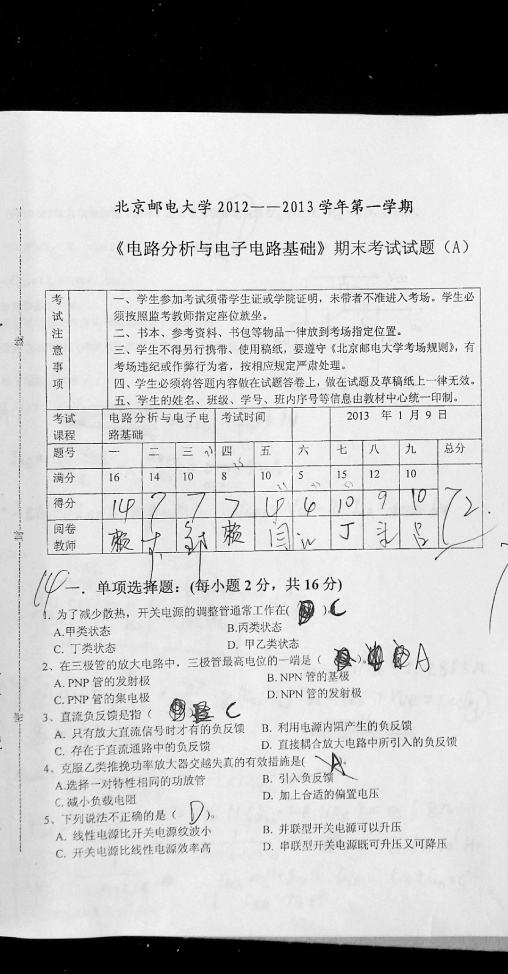 北京邮电大学2012——2013学年第一学期
《电路分析与电子电路基础》期末考试试题（A）
考试注意事项
一、学生参加考试须带学生证或学院证明，未带者不准进入考场。学生必
须按照监考教师指定座位就坐。
二、书本、参考资料、书包等物品一律放到考场指定位置。
三、学生不得另行携带、使用稿纸，要遵守《北京邮电大学考场规则》，有
考场违纪或作弊行为者，按相应规定严肃处理。
四、学生必须将答题内容做在试题答卷上，做在试题及草稿纸上一律无效。
五、学生的姓名、班级、学号、班内序号等信息由教材中心统一印制。
考试课程 电路分析与电子电路基础 考试时间 2013 年 1 月 9 日
题号 一 二 三 四 五 六 七 八 九 总分
满分 16 14 10 8 10 5 15 12 10
得分 14 7 7 7 4 4 10 9 10 72.
阅卷教师 丁 吕
14
一．单项选择题：（每小题 2 分，共 16 分）
1. 为了减少散热，开关电源的调整管通常工作在( ).C
A.甲类状态 B.丙类状态
C. 丁类状态 D. 甲乙类状态
2、在三极管的放大电路中，三极管最高电位的一端是（ ）。A
A. PNP 管的发射极 B. NPN 管的基极
C. PNP 管的集电极 D. NPN 管的发射极
3、直流负反馈是指（ C
A. 只有放大直流信号时才有的负反馈 B. 利用电源内阻产生的负反馈
C. 存在于直流通路中的负反馈 D. 直接耦合放大电路中所引入的负反馈
4、克服乙类推挽功率放大器交越失真的有效措施是( A
A.选择一对特性相同的功放管 B. 引入负反馈
C. 减小负载电阻 D. 加上合适的偏置电压
5、下列说法不正确的是（ D ）。
A. 线性电源比开关电源纹波小 B. 并联型开关电源可以升压
C. 开关电源比线性电源效率高 D. 串联型开关电源既可升压又可降压